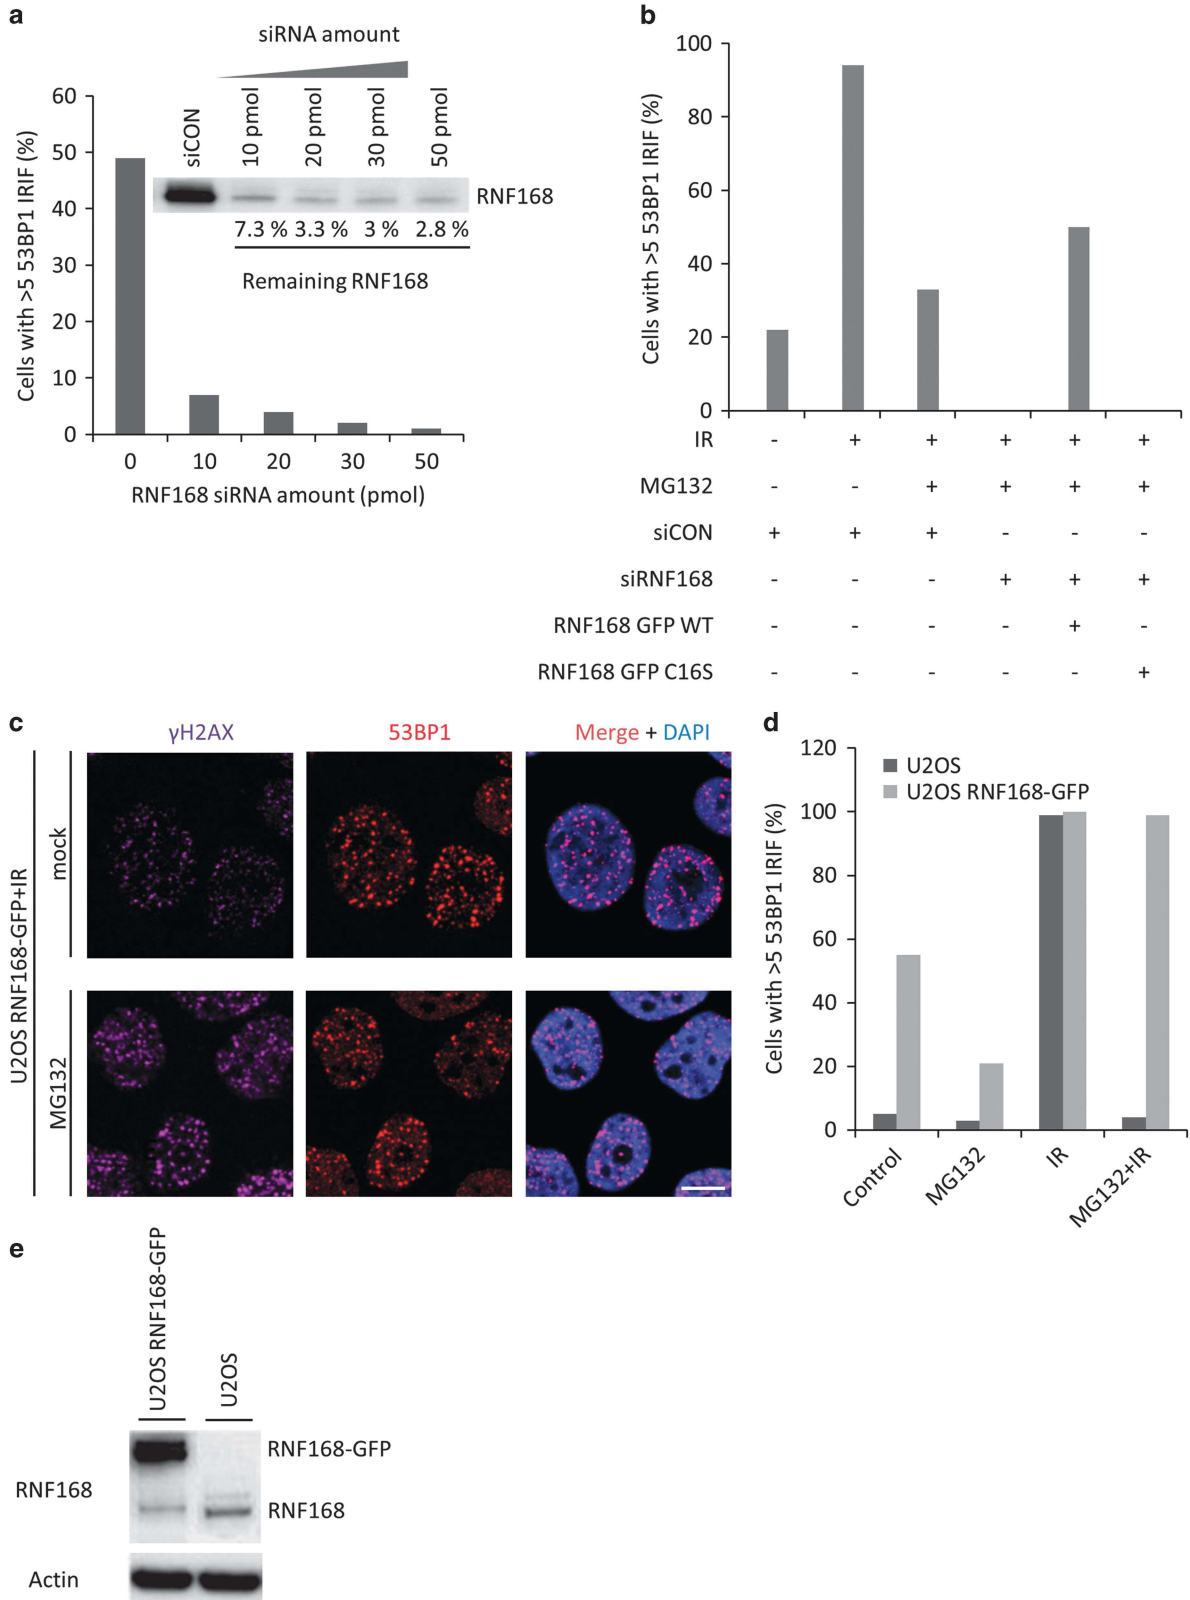 a
siRNA amount
siCON
10 pmol
20 pmol
30 pmol
50 pmol
RNF168
7.3 % 3.3 % 3 % 2.8 %
Remaining RNF168
Cells with >5 53BP1 IRIF (%)
60
50
40
30
20
10
0
0 10 20 30 50
RNF168 siRNA amount (pmol)
b
Cells with >5 53BP1 IRIF (%)
100
80
60
40
20
0
IR - + + + + +
MG132 - - + + + +
siCON + + + - - -
siRNF168 - - - + + +
RNF168 GFP WT - - - - + -
RNF168 GFP C16S - - - - - +
c
γH2AX
53BP1
Merge + DAPI
U2OS RNF168-GFP+IR
mock
MG132
d
Cells with >5 53BP1 IRIF (%)
120
100
80
60
40
20
0
U2OS
U2OS RNF168-GFP
Control
MG132
IR
MG132+IR
e
U2OS RNF168-GFP
U2OS
RNF168
RNF168-GFP
RNF168
Actin